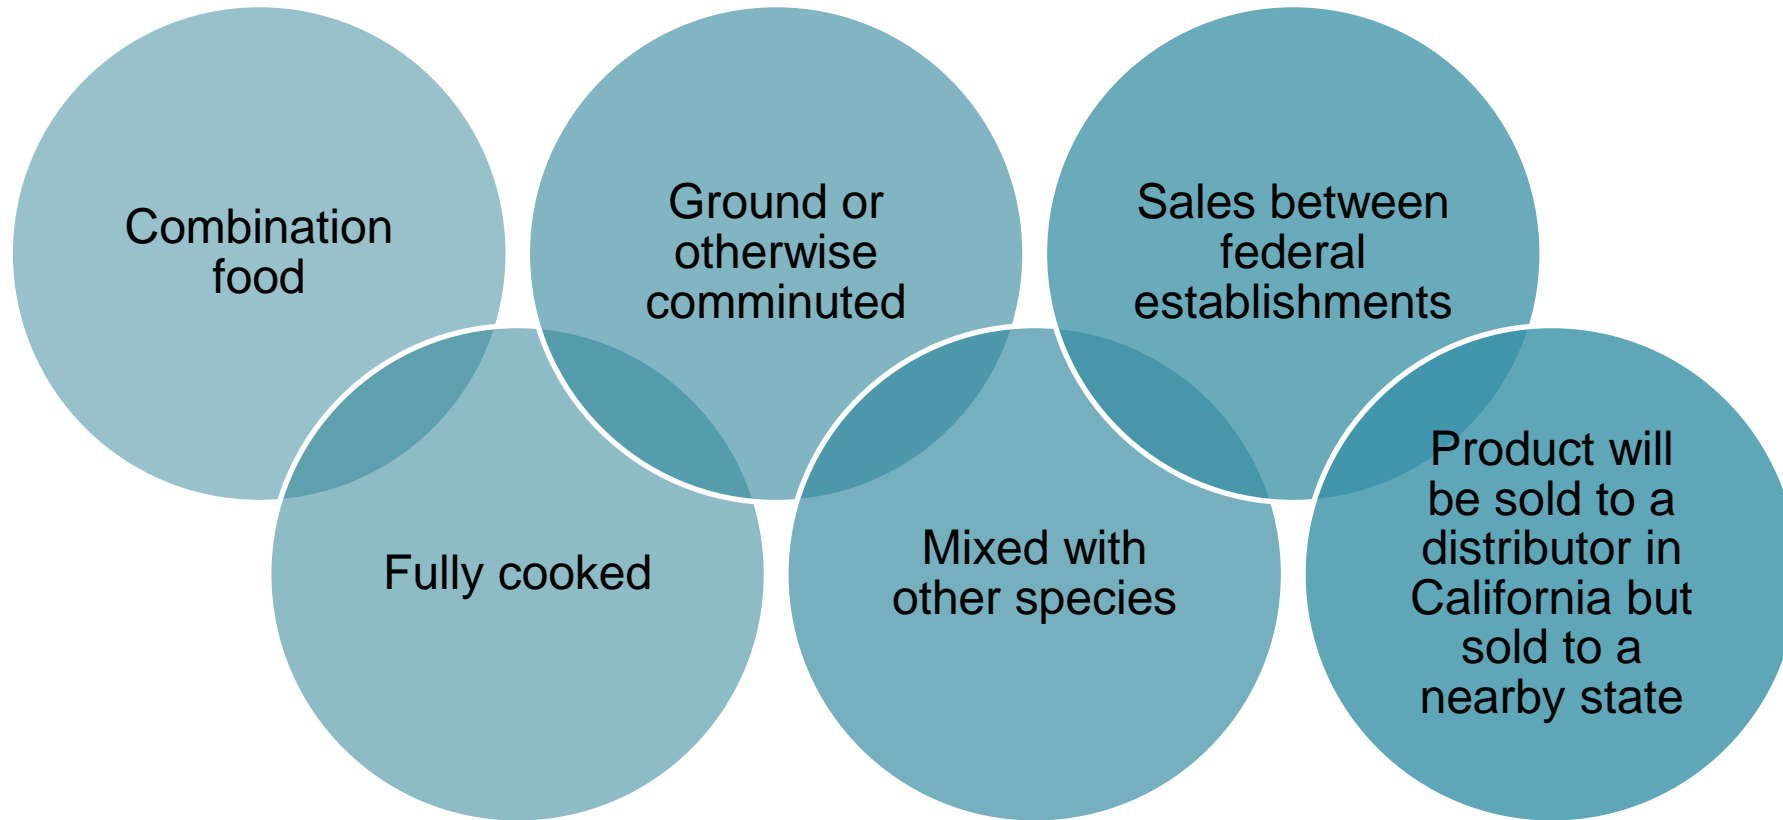 Combination
food
Ground or
otherwise
comminuted
Sales between
federal
establishments
Fully cooked
Mixed with
other species
Product will
be sold to a
distributor in
California but
sold to a
nearby state